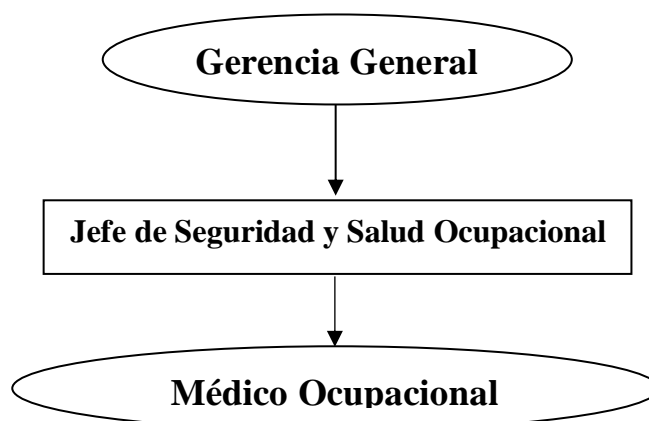 Gerencia General
Jefe de Seguridad y Salud Ocupacional
Médico Ocupacional